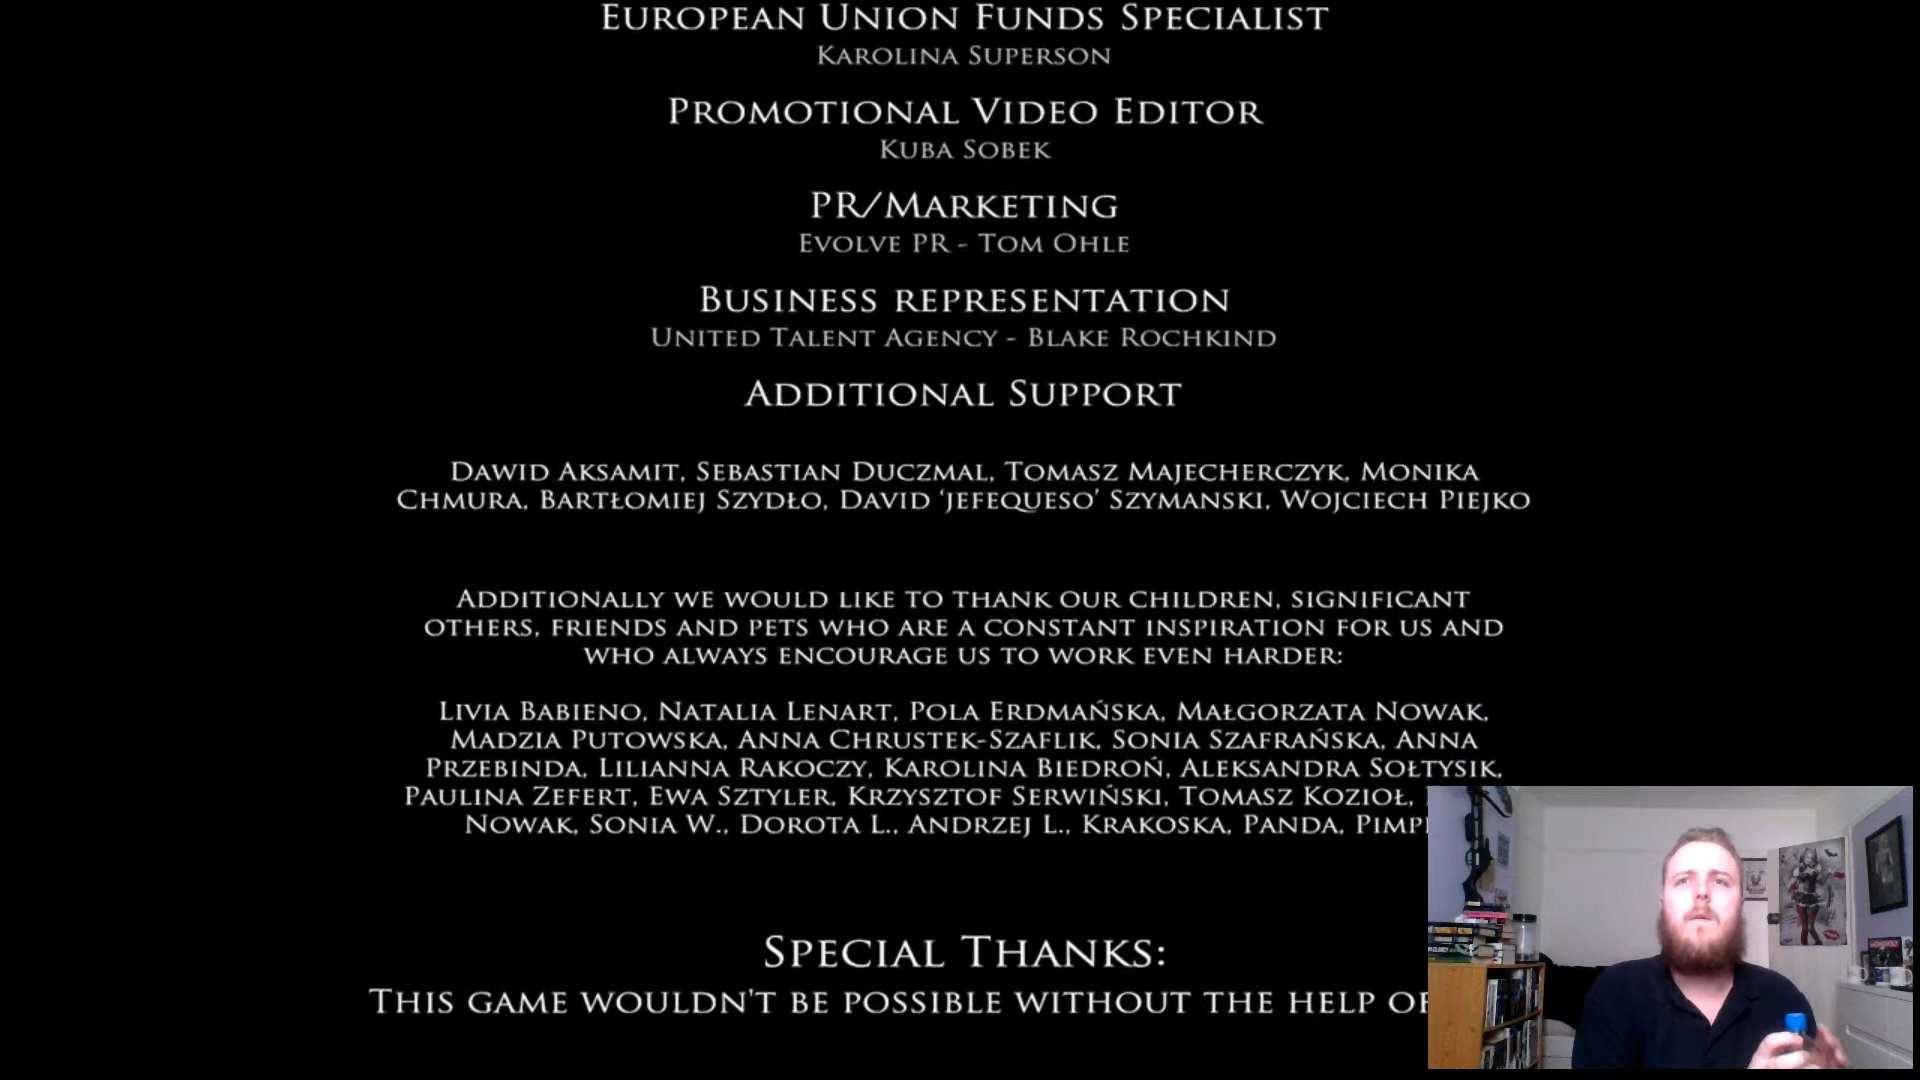 European Union Funds Specialist
Karolina Superson
Promotional Video Editor
Kuba Sobek
PR/Marketing
Evolve PR - Tom Ohle
Business representation
United Talent Agency - Blake Rochkind
Additional Support
Dawid Aksamit, Sebastian Duczmal, Tomasz Majecherczyk, Monika
Chmura, Bartłomiej Szydło, David ‘jefequeso’ Szymanski, Wojciech Piejko
Additionally we would like to thank our children, significant
others, friends and pets who are a constant inspiration for us and
who always encourage us to work even harder:
Livia Babieno, Natalia Lenart, Pola Erdmańska, Małgorzata Nowak,
Madzia Putowska, Anna Chrustek-Szaflik, Sonia Szafrańska, Anna
Przebinda, Lilianna Rakoczy, Karolina Biedroń, Aleksandra Sołtysik,
Paulina Zefert, Ewa Sztyler, Krzysztof Serwiński, Tomasz Kozioł,
Nowak, Sonia W., Dorota L., Andrzej L., Krakoska, Panda,
Special Thanks:
This game wouldn't be possible without the help of